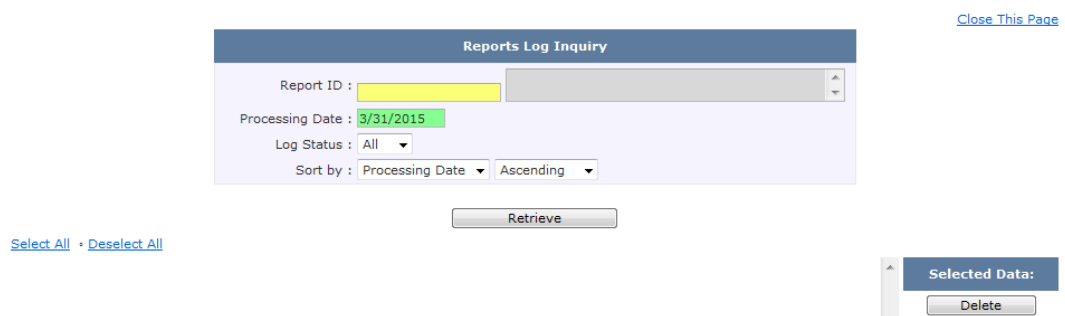 Close This Page
Reports Log Inquiry
Report ID :
Processing Date : 3/31/2015
Log Status : All
Sort by : Processing Date Ascending
Retrieve
Select All • Deselect All
Selected Data:
Delete